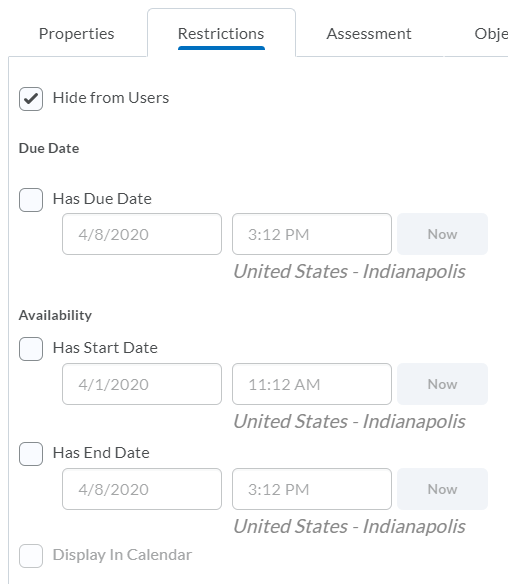 Properties Restrictions Assessment Obje
Hide from Users
Due Date
Has Due Date
4/8/2020 3:12 PM Now
United States - Indianapolis
Availability
Has Start Date
4/1/2020 11:12 AM Now
United States - Indianapolis
Has End Date
4/8/2020 3:12 PM Now
United States - Indianapolis
Display In Calendar